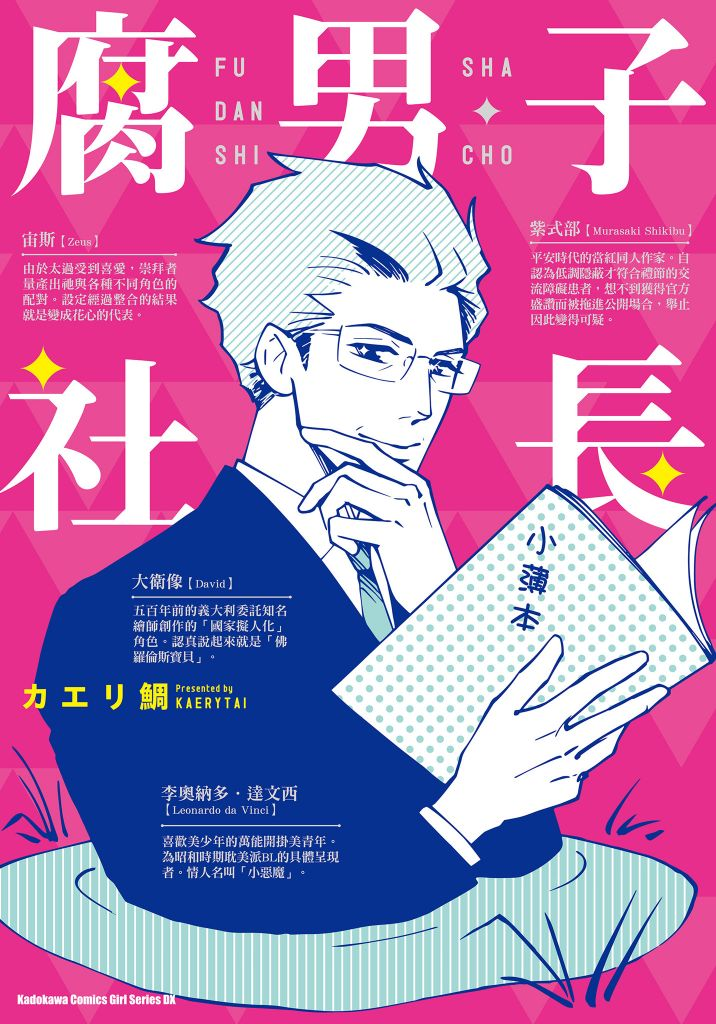 腐男子
FU
DAN
SHI
SHA
CHO
社長
宙斯【Zeus】
由於太過受到喜愛，崇拜者
量產出祂與各種不同角色的
配對。設定經過整合的結果
就是變成花心的代表。
紫式部【Murasaki Shikibu】
平安時代的當紅同人作家。自
認為低調隱蔽才符合禮節的交
流障礙患者，想不到獲得官方
盛讚而被拖進公開場合，舉止
因此變得可疑。
小薄本
大衛像【David】
五百年前的義大利委託知名
繪師創作的「國家擬人化」
角色。認真說起來就是「佛
羅倫斯寶貝」。
カエリ鯛
Presented by
KAERYTAI
李奧納多・達文西
【Leonardo da Vinci】
喜歡美少年的萬能開掛美青年。
為昭和時期耽美派BL的具體呈現
者。情人名叫「小惡魔」。
Kadokawa Comics Girl Series DX